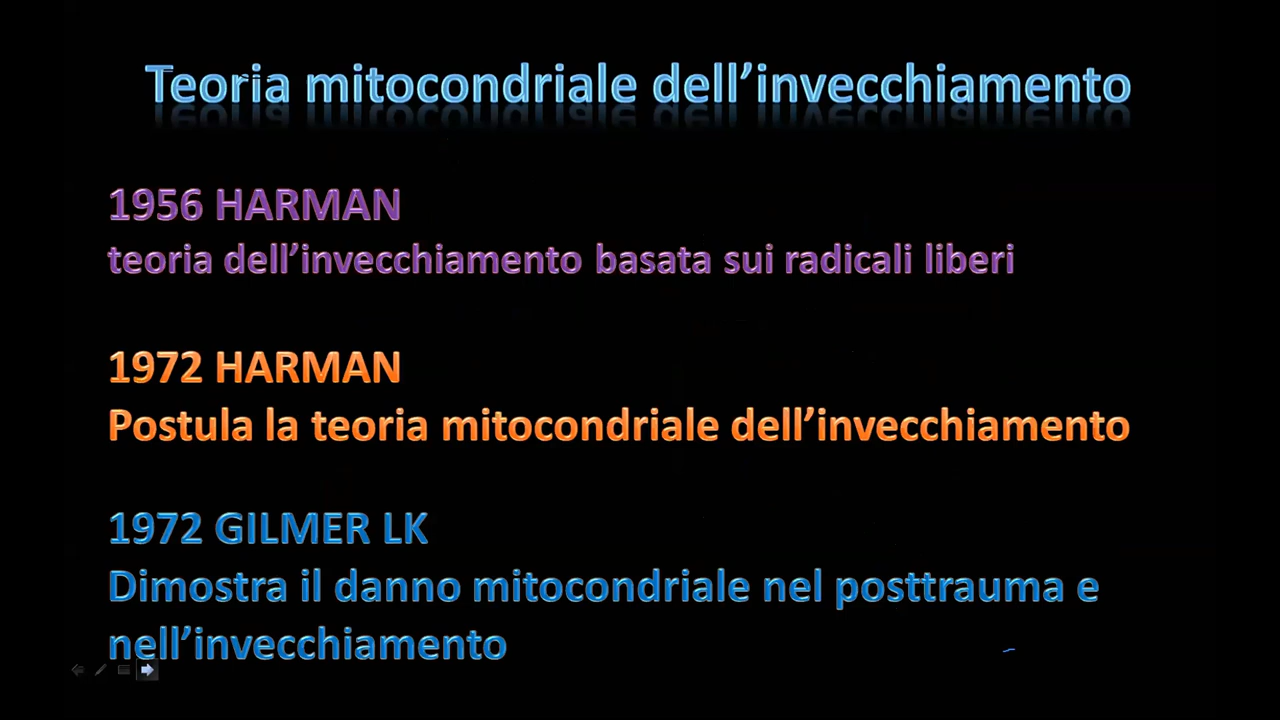 Teoria mitocondriale dell’invecchiamento
1956 HARMAN
teoria dell’invecchiamento basata sui radicali liberi
1972 HARMAN
Postula la teoria mitocondriale dell’invecchiamento
1972 GILMER LK
Dimostra il danno mitocondriale nel posttrauma e
nell’invecchiamento